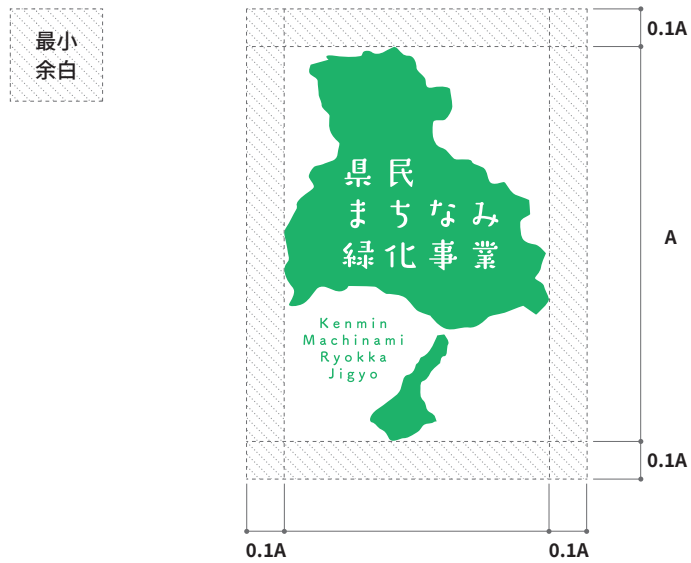 最小
余白
0.1A
県民
まちなみ
緑化事業
A
Kenmin
Machinami
Ryokka
Jigyo
0.1A
0.1A
0.1A